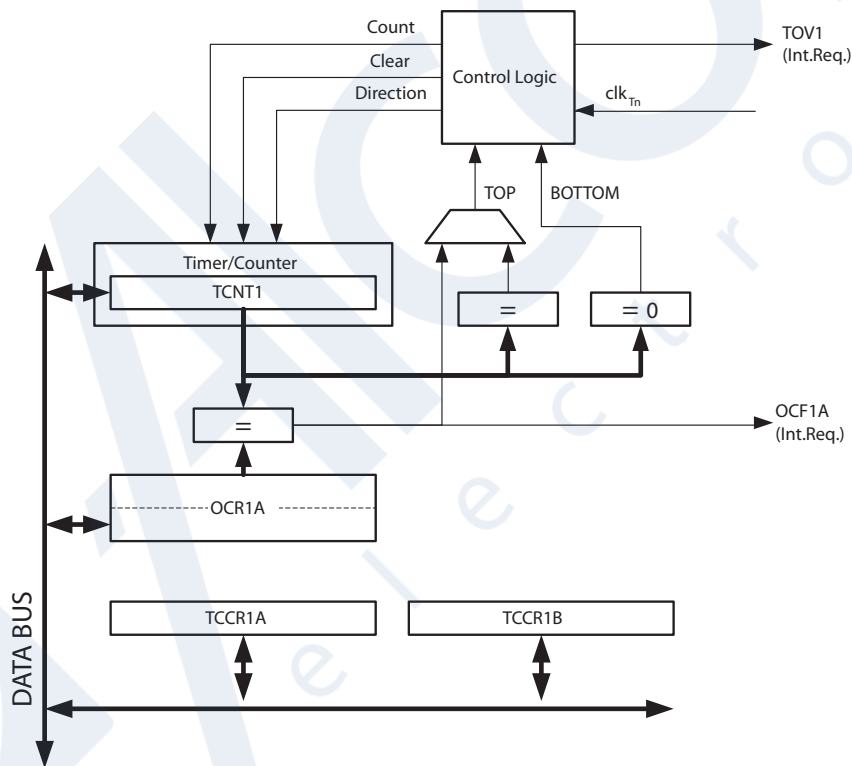 Count
Clear
Direction
Control Logic
TOV1
(Int.Req.)
clkTn
TOP
BOTTOM
Timer/Counter
TCNT1
=
= 0
=
OCF1A
(Int.Req.)
OCR1A
TCCR1A
TCCR1B
DATA BUS
e l e c t r o